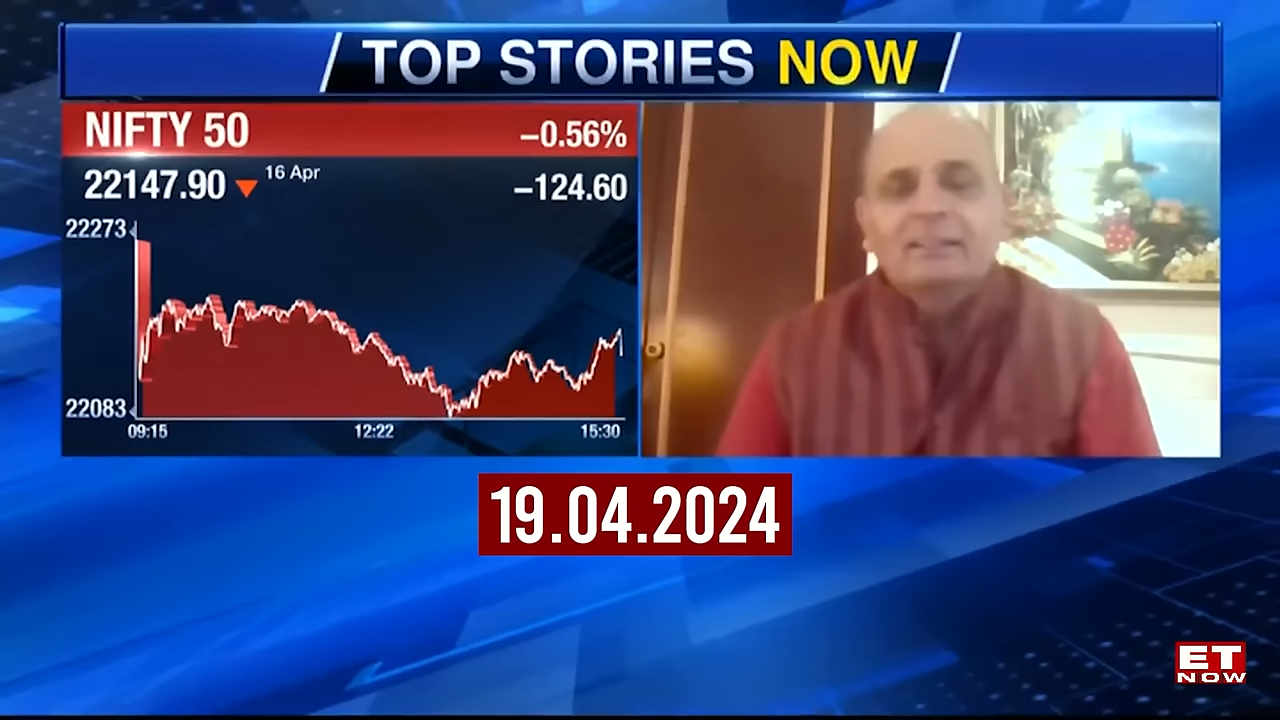 TOP STORIES NOW
NIFTY 50 −0.56%
22147.90 16 Apr −124.60
22273
22083
09:15 12:22 15:30
19.04.2024
ET
NOW